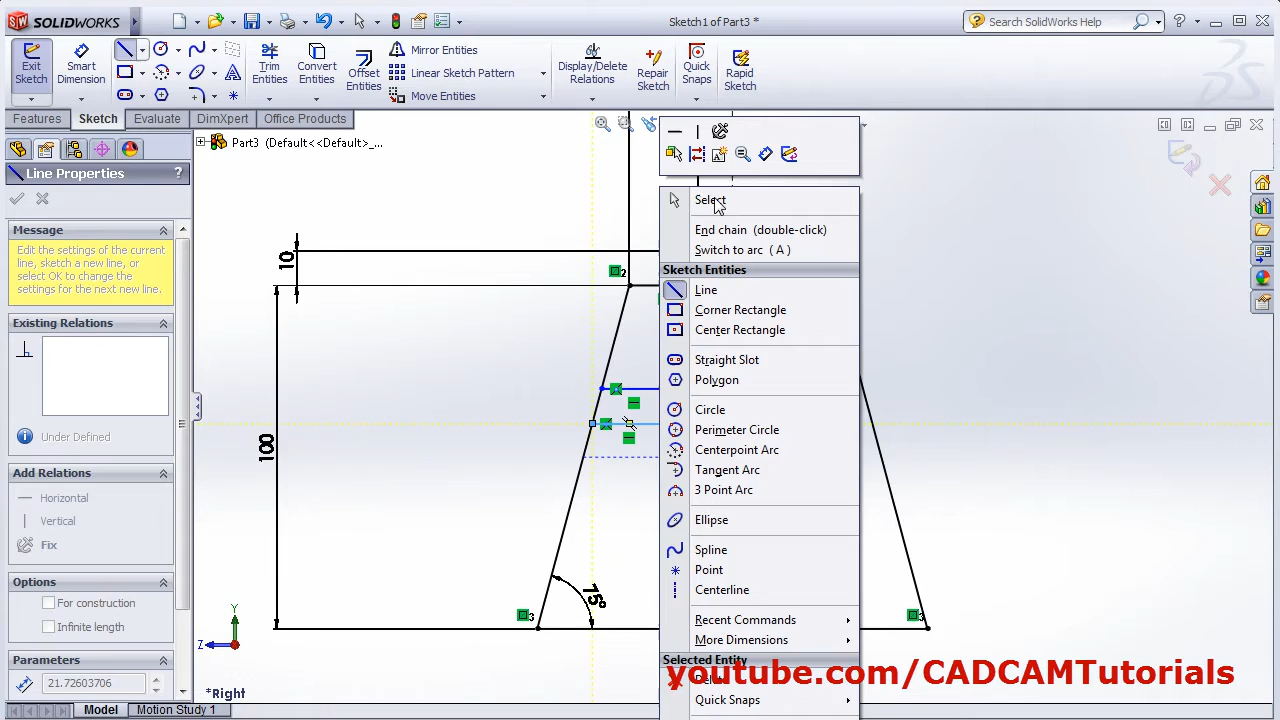 SOLIDWORKS
Sketch1 of Part3 *
Search SolidWorks Help
Exit Sketch
Smart Dimension
Trim Entities
Convert Entities
Offset Entities
Mirror Entities
Linear Sketch Pattern
Move Entities
Display/Delete Relations
Repair Sketch
Quick Snaps
Rapid Sketch
Features
Sketch
Evaluate
DimXpert
Office Products
Line Properties
?
Part3 (Default<<Default>_...
Message
Edit the settings of the current
line, sketch a new line, or
select OK to change the
settings for the next new line.
Existing Relations
Under Defined
Add Relations
Horizontal
Vertical
Fix
Options
For construction
Infinite length
Parameters
21.72603706
10
100
75°
2
3
3
Y
Z
*Right
Select
End chain (double-click)
Switch to arc ( A )
Sketch Entities
Line
Corner Rectangle
Center Rectangle
Straight Slot
Polygon
Circle
Perimeter Circle
Centerpoint Arc
Tangent Arc
3 Point Arc
Ellipse
Spline
Point
Centerline
Recent Commands
More Dimensions
Selected Entity
Quick Snaps
youtube.com/CADCAMTutorials
Model
Motion Study 1